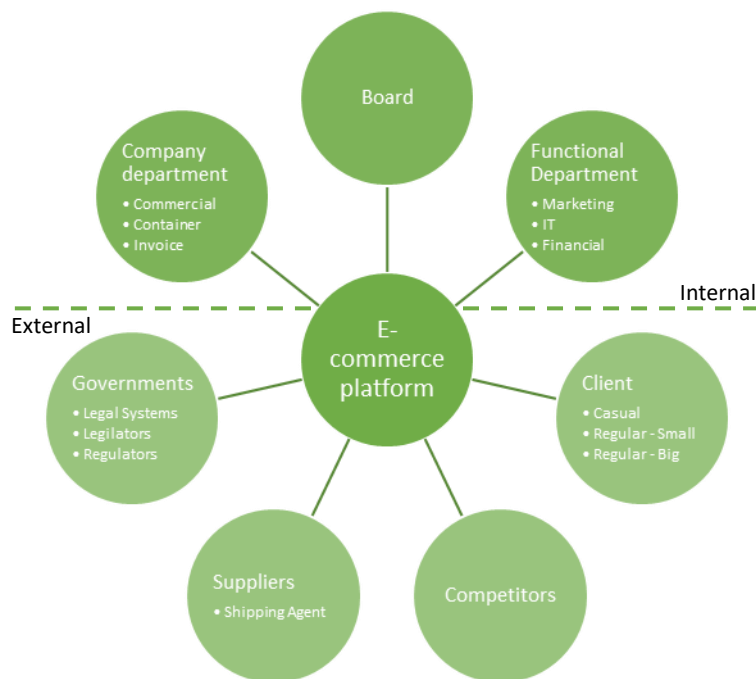 Board
Company
department
• Commercial
• Container
• Invoice
Functional
Department
• Marketing
• IT
• Financial
Internal
External
E-
commerce
platform
Governments
• Legal Systems
• Legilators
• Regulators
Client
• Casual
• Regular - Small
• Regular - Big
Suppliers
• Shipping Agent
Competitors